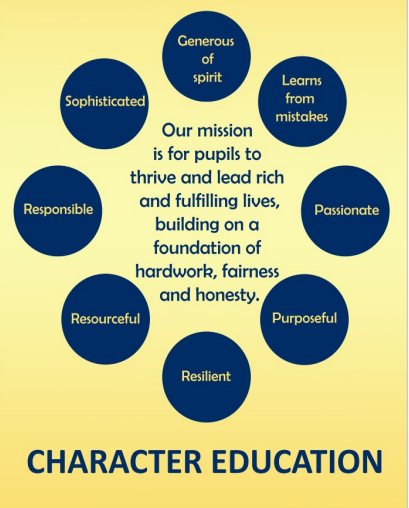 Generous
of
spirit
Learns
from
mistakes
Passionate
Purposeful
Resilient
Resourceful
Responsible
Sophisticated
Our mission
is for pupils to
thrive and lead rich
and fulfilling lives,
building on a
foundation of
hardwork, fairness
and honesty.
CHARACTER EDUCATION